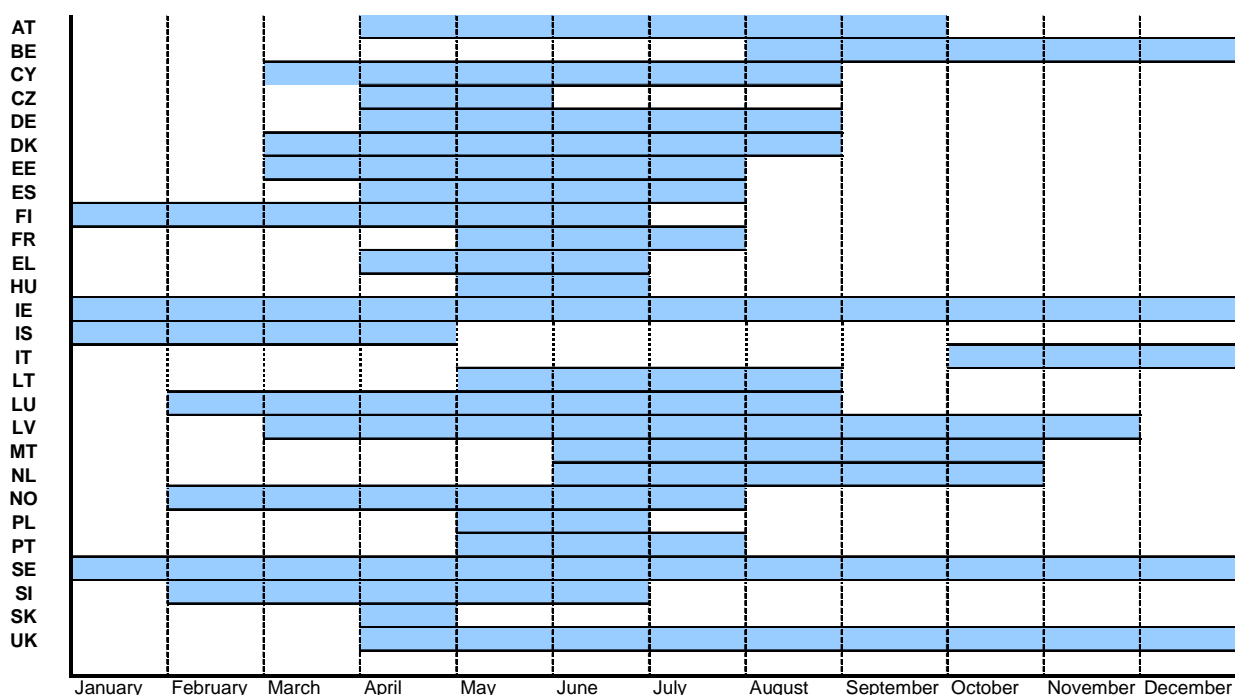 AT
BE
CY
CZ
DE
DK
EE
ES
FI
FR
EL
HU
IE
IS
IT
LT
LU
LV
MT
NL
NO
PL
PT
SE
SI
SK
UK
January February March April May June July August September October November December